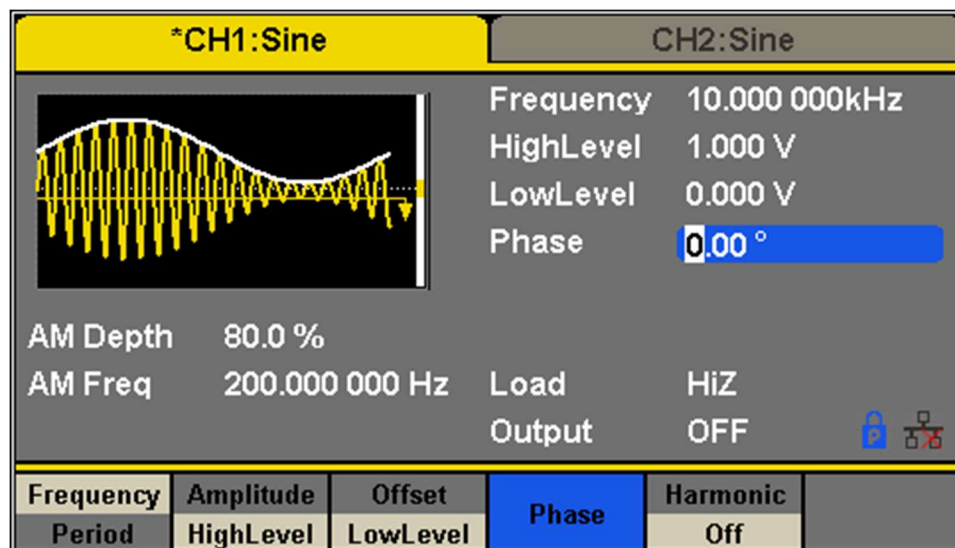 *CH1:Sine CH2:Sine
Frequency 10.000 000kHz
HighLevel 1.000 V
LowLevel 0.000 V
Phase 0.00 °
AM Depth 80.0 %
AM Freq 200.000 000 Hz Load HiZ
Output OFF
P
Frequency Amplitude Offset Phase Harmonic
Period HighLevel LowLevel Off